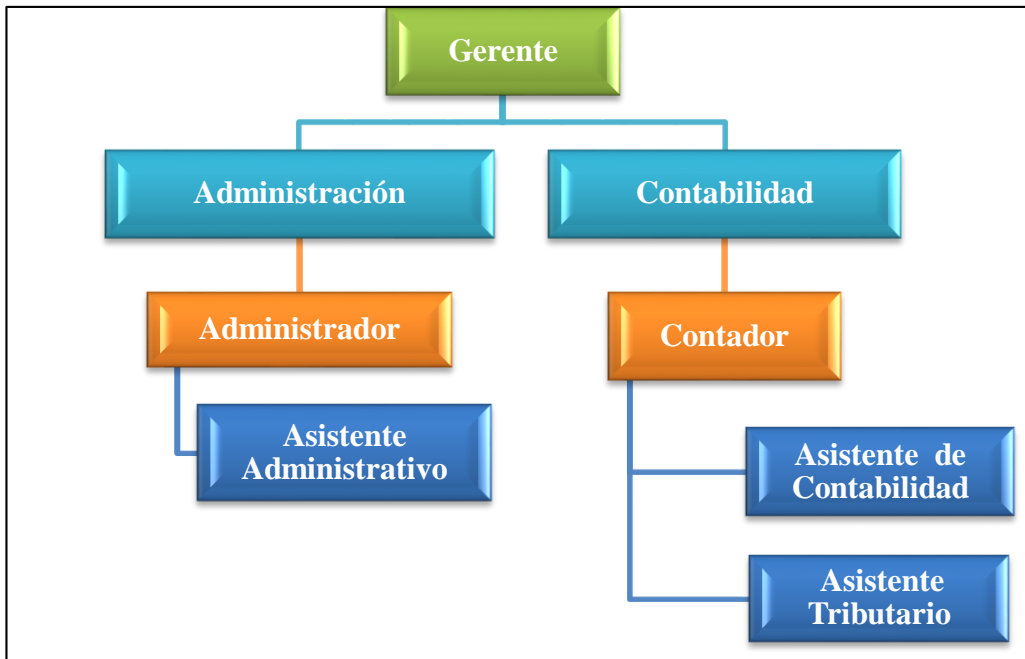 Gerente
Administración
Contabilidad
Administrador
Contador
Asistente
Administrativo
Asistente de
Contabilidad
Asistente
Tributario